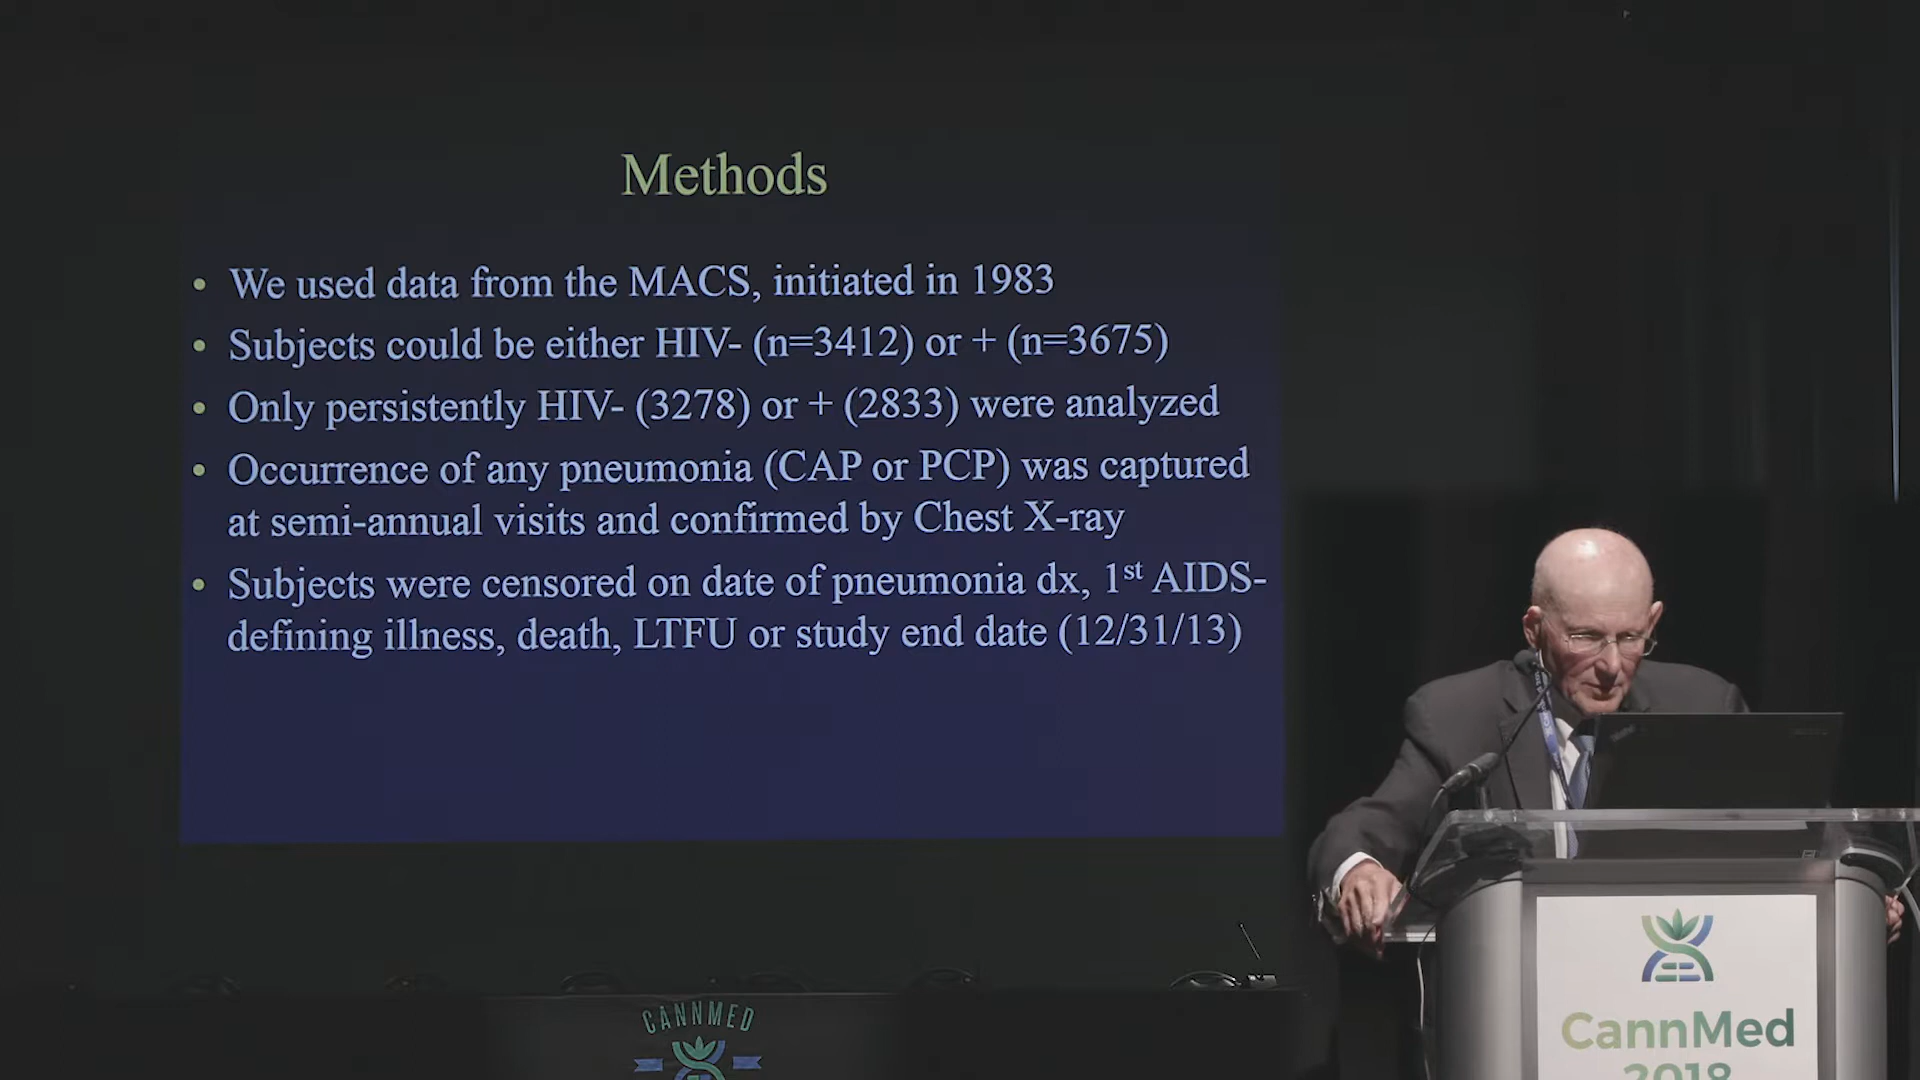 Methods
• We used data from the MACS, initiated in 1983
• Subjects could be either HIV- (n=3412) or + (n=3675)
• Only persistently HIV- (3278) or + (2833) were analyzed
• Occurrence of any pneumonia (CAP or PCP) was captured
at semi-annual visits and confirmed by Chest X-ray
• Subjects were censored on date of pneumonia dx, 1st AIDS-
defining illness, death, LTFU or study end date (12/31/13)
CANNMED
CannMed
2018